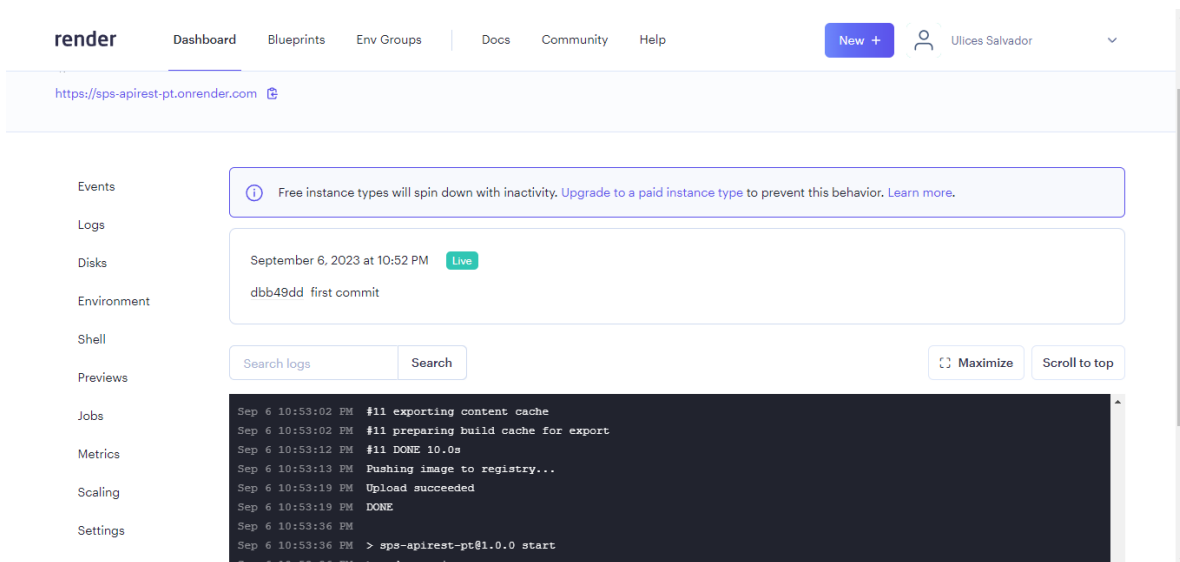 render Dashboard Blueprints Env Groups Docs Community Help New + Ulices Salvador
https://sps-apirest-pt.onrender.com
Events
Free instance types will spin down with inactivity. Upgrade to a paid instance type to prevent this behavior. Learn more.
Logs
Disks
September 6, 2023 at 10:52 PM Live
Environment
dbb49dd first commit
Shell
Search logs Search Maximize Scroll to top
Previews
Jobs
Metrics
Scaling
Settings
Sep 6 10:53:02 PM #11 exporting content cache
Sep 6 10:53:02 PM #11 preparing build cache for export
Sep 6 10:53:12 PM #11 DONE 10.0s
Sep 6 10:53:13 PM Pushing image to registry...
Sep 6 10:53:19 PM Upload succeeded
Sep 6 10:53:19 PM DONE
Sep 6 10:53:36 PM
Sep 6 10:53:36 PM > sps-apirest-pt@1.0.0 start